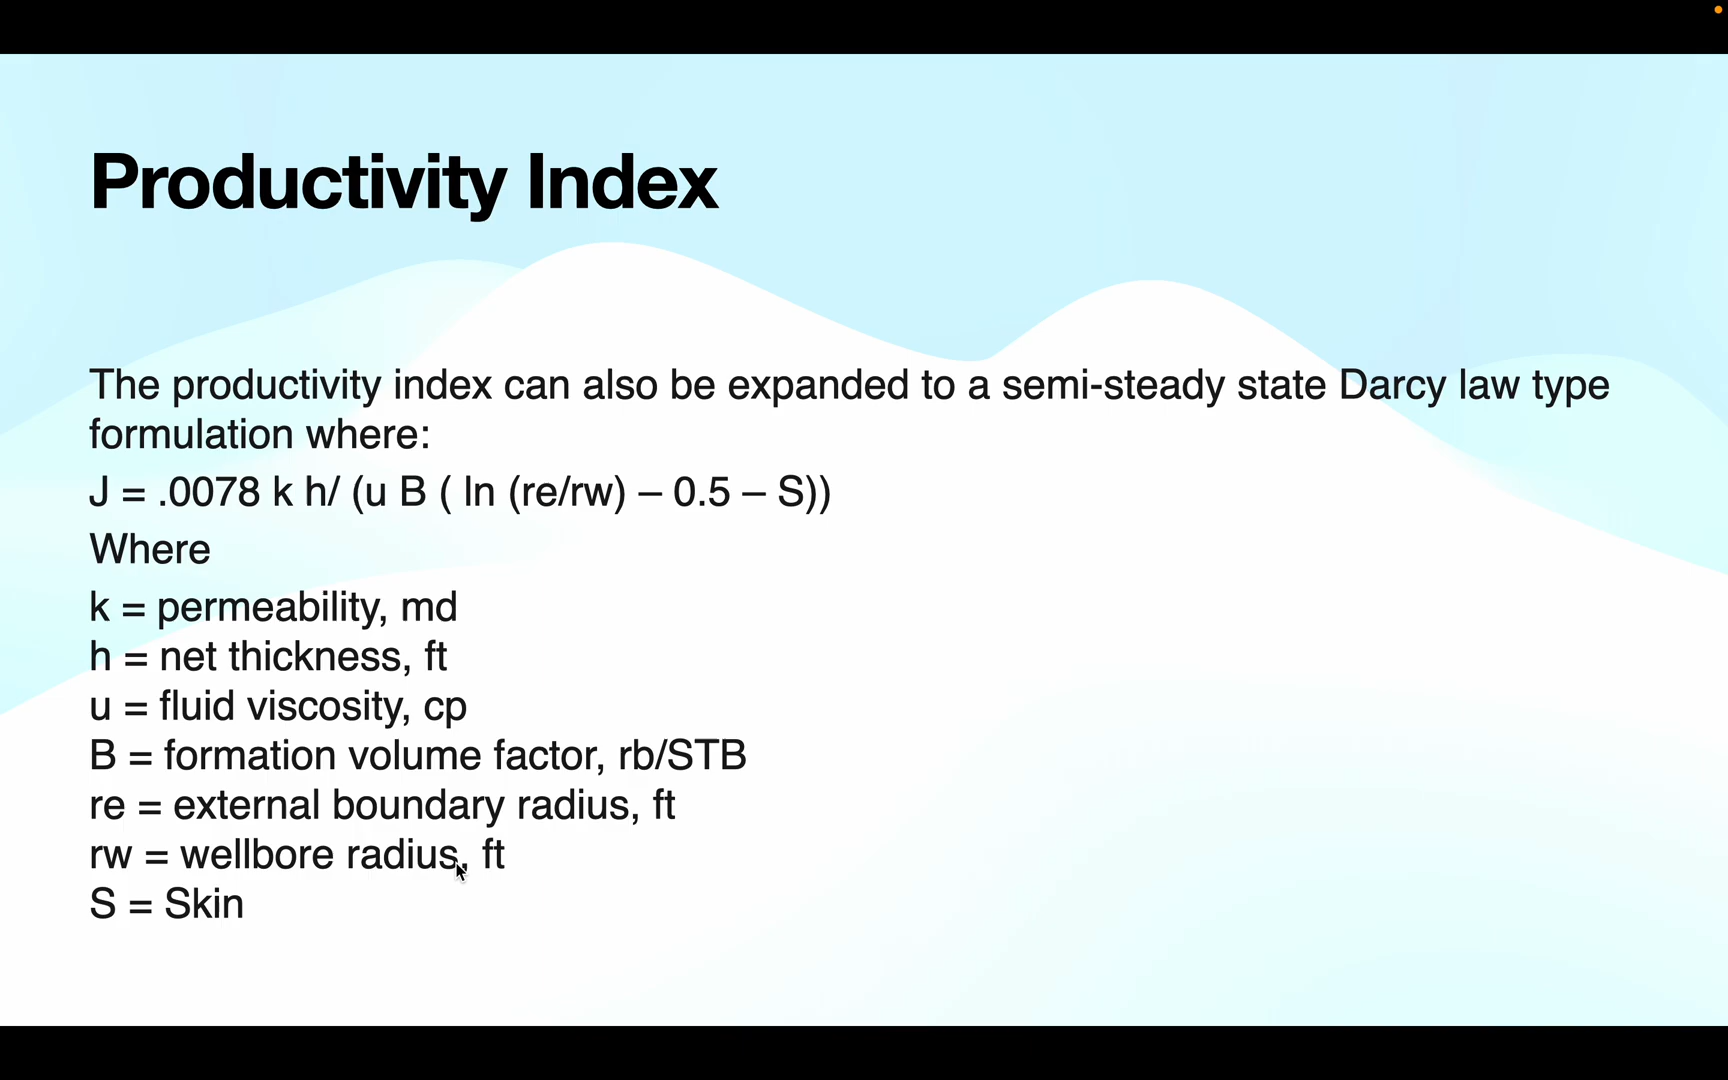 Productivity Index
The productivity index can also be expanded to a semi-steady state Darcy law type
formulation where:
J = .0078 k h/ (u B ( ln (re/rw) – 0.5 – S))
Where
k = permeability, md
h = net thickness, ft
u = fluid viscosity, cp
B = formation volume factor, rb/STB
re = external boundary radius, ft
rw = wellbore radius, ft
S = Skin